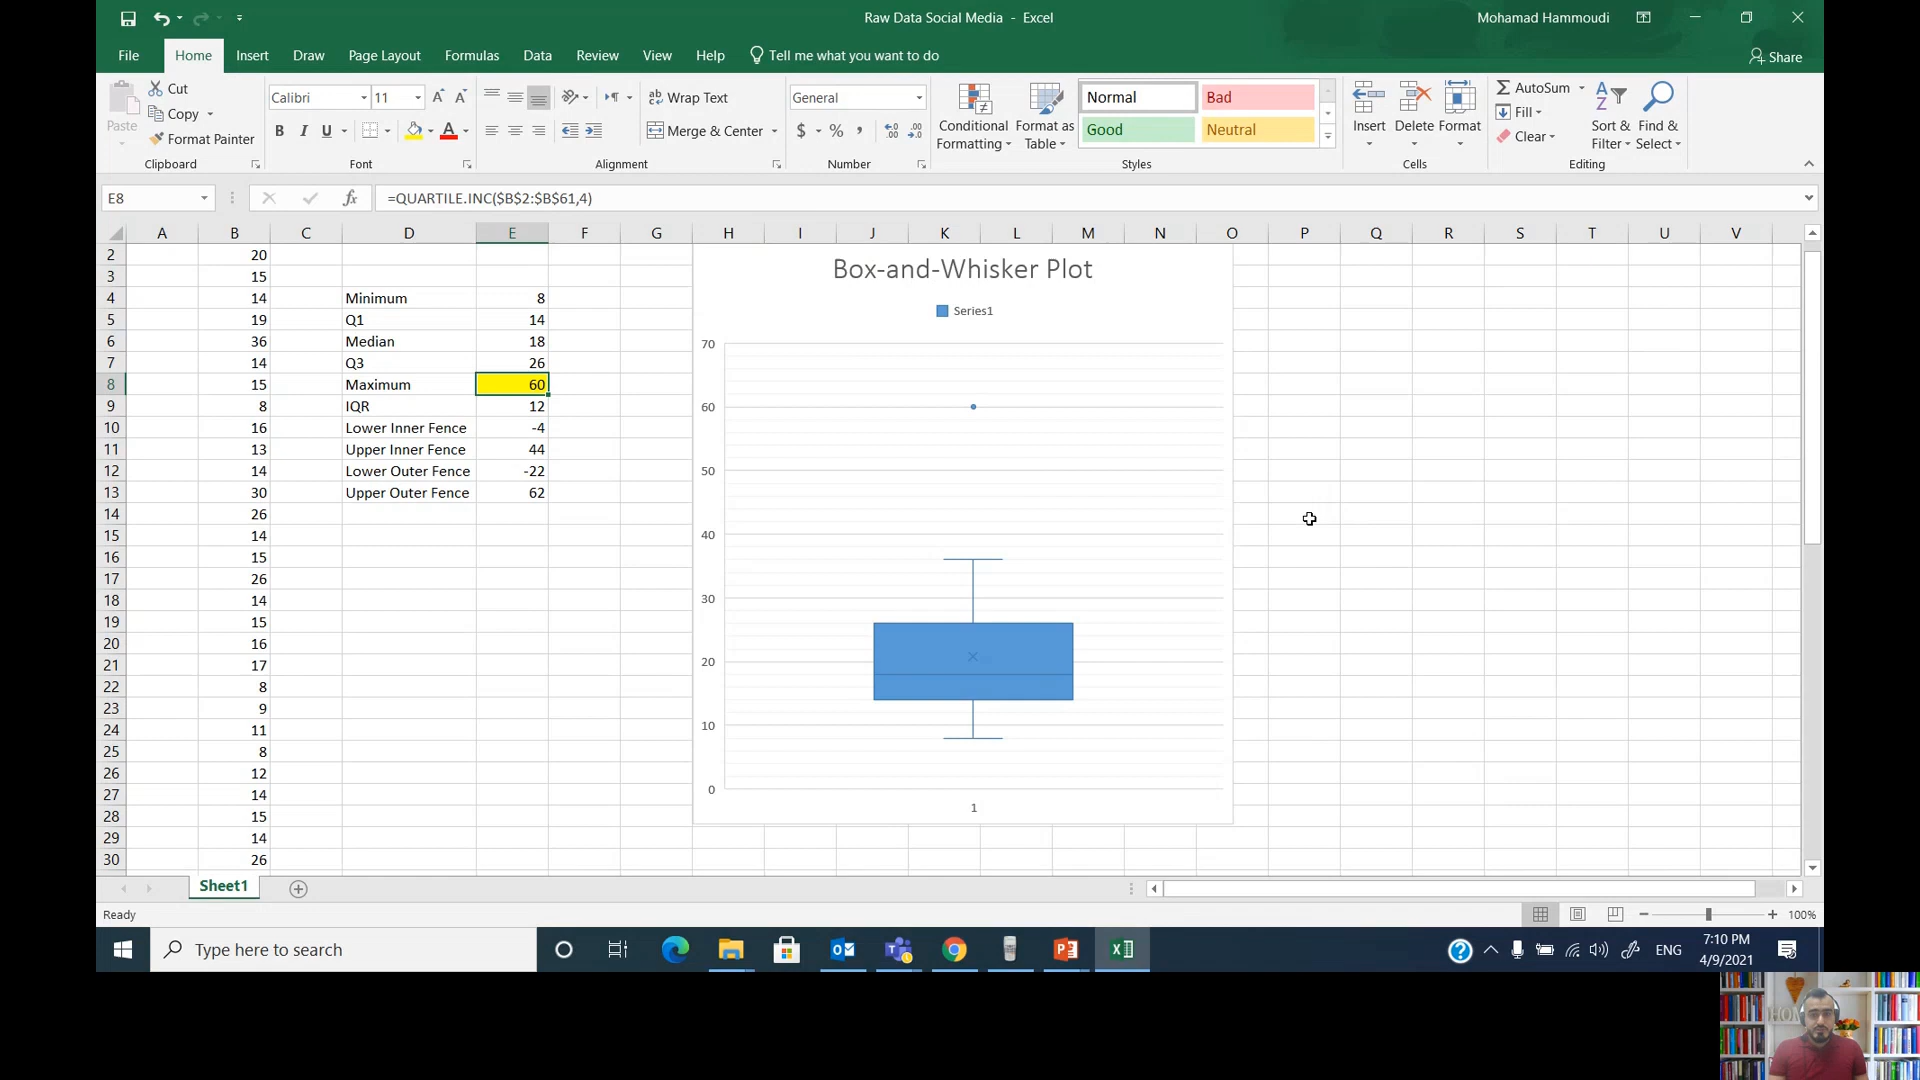 Raw Data Social Media - Excel
Mohamad Hammoudi
File Home Insert Draw Page Layout Formulas Data Review View Help Tell me what you want to do Share
Paste
Cut
Copy
Format Painter
Clipboard
Calibri 11
B I U
A
Font
Wrap Text
Merge & Center
Alignment
General
$ % ,
Number
Conditional Formatting
Format as Table
Normal Bad
Good Neutral
Styles
Insert Delete Format
Cells
AutoSum
Fill
Clear
Sort & Filter
Find & Select
Editing
E8 fx =QUARTILE.INC($B$2:$B$61,4)
A B C D E F G H I J K L M N O P Q R S T U V
2 20
3 15
4 14 Minimum 8
5 19 Q1 14
6 36 Median 18
7 14 Q3 26
8 15 Maximum 60
9 8 IQR 12
10 16 Lower Inner Fence -4
11 13 Upper Inner Fence 44
12 14 Lower Outer Fence -22
13 30 Upper Outer Fence 62
14 26
15 14
16 15
17 26
18 14
19 15
20 16
21 17
22 8
23 9
24 11
25 8
26 12
27 14
28 15
29 14
30 26
Box-and-Whisker Plot
Series1
70
60
50
40
30
20
10
0
1
Sheet1
Ready
100%
Type here to search
ENG
7:10 PM
4/9/2021